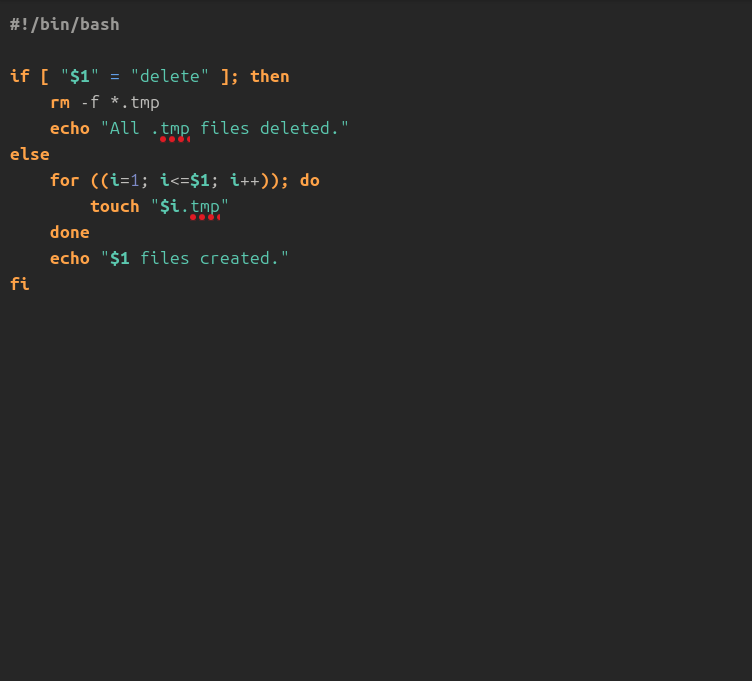 #!/bin/bash

if [ "$1" = "delete" ]; then
    rm -f *.tmp
    echo "All .tmp files deleted."
else
    for ((i=1; i<=$1; i++)); do
        touch "$i.tmp"
    done
    echo "$1 files created."
fi